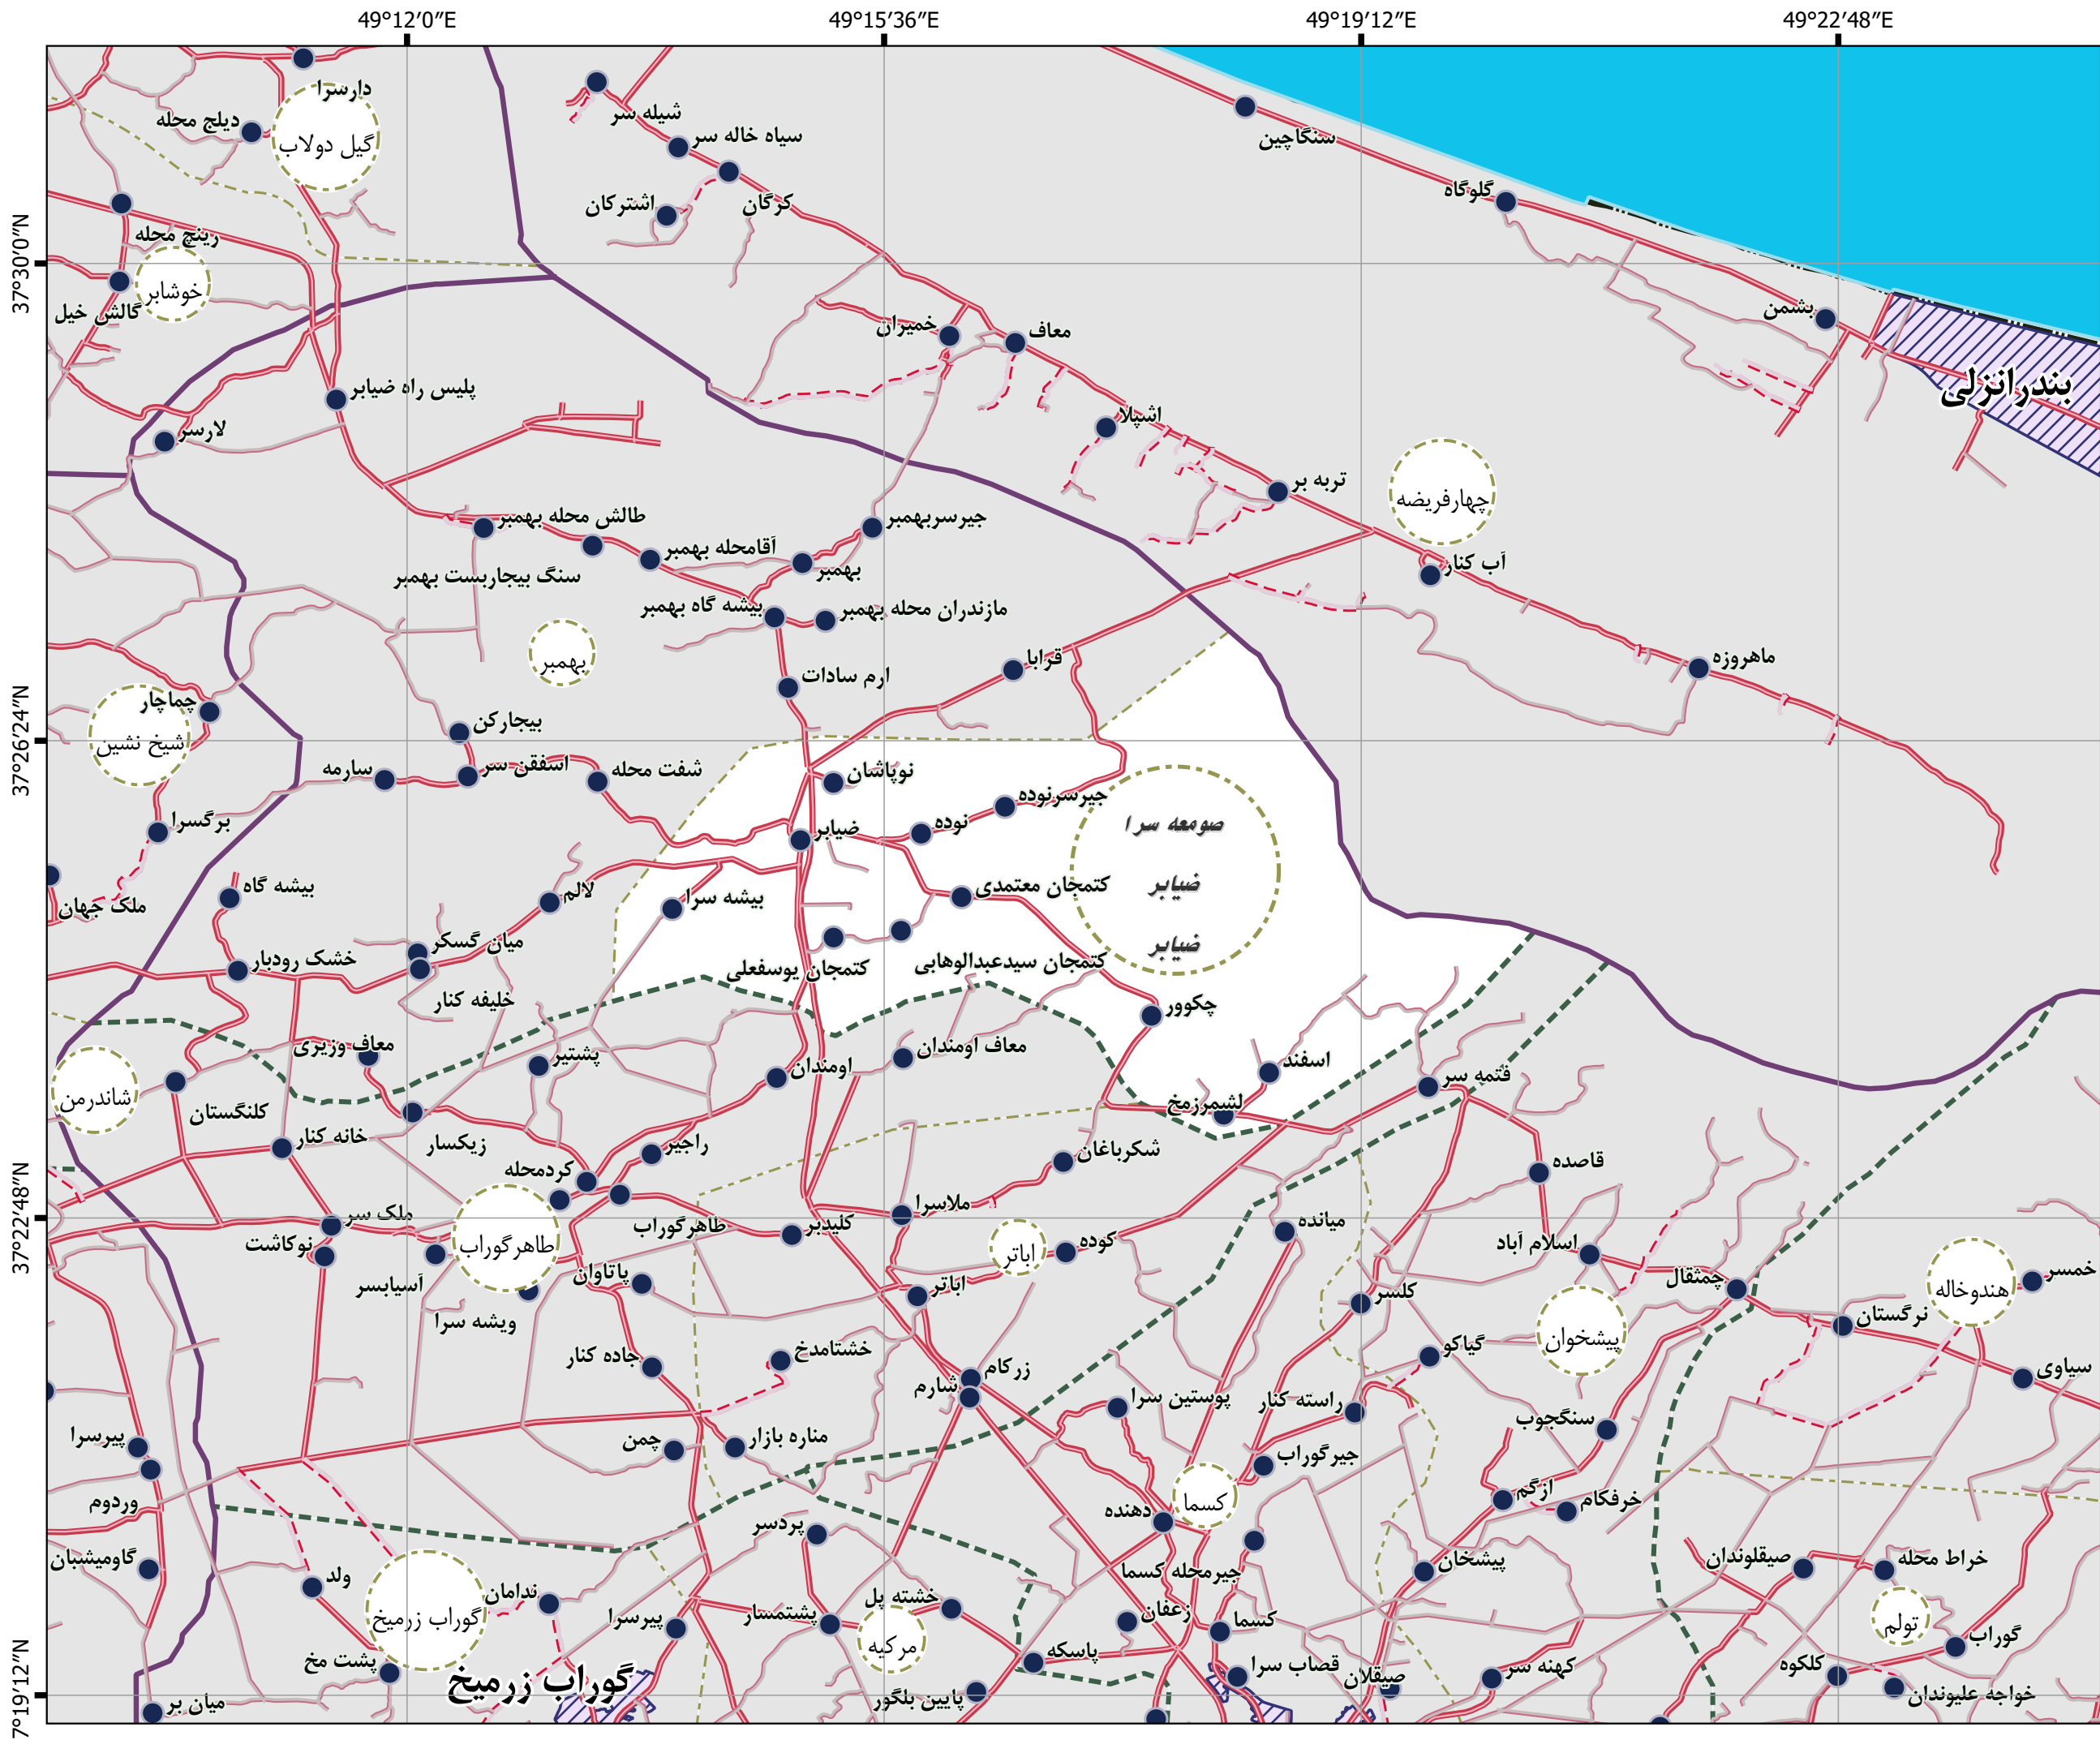 49°12′0″E
49°15′36″E
49°19′12″E
49°22′48″E
37°30′0″N
37°26′24″N
37°22′48″N
7°19′12″N
دارسرا
دیلج محله
گیل دولاب
شیله سر
سیاه خاله سر
سنگاچین
اشترکان
کرگان
گلوگاه
رینج محله
خوشابر
گالش خیل
خمیران
معاف
بشمن
بندرانزلی
پلیس راه ضیابر
لارسر
اشپلا
تربه بر
چهارفریضه
طالش محله بهمبر
جیرسربهمبر
آقامحله بهمبر
بهمبر
سنگ بیجاربست بهمبر
آب کنار
بیشه گاه بهمبر
مازندران محله بهمبر
بهمبر
قرابا
ماهروزه
ارم سادات
چماچار
شیخ نشین
بیجارکن
سارمه
اسفقن سر
شفت محله
نوپاشان
جیرسرنوده
برگسرا
ضیابر
نوده
صومعه سرا
ضیابر
ضیابر
بیشه گاه
ملک جهان
لالم
بیشه سرا
کتمجان معتمدی
میان گسکر
خشک رودبار
کتمجان یوسفعلی
کتمجان سیدعبدالوهابی
خلیفه کنار
چکوور
معاف وزیری
پشتیر
اومندان
معاف اومندان
اسفند
فتمه سر
شاندرمن
کلنگستان
لشمرزمخ
خانه کنار
زیکسار
راجیر
شکرباغان
قاصده
کردمحله
ملک سر
نوکاشت
طاهرگوراب
طاهرگوراب
کلیدبر
ملاسرا
اباتر
کوده
میانده
اسلام آباد
آسیابسر
پاتاوان
اباتر
کلسر
چمثقال
هندوخاله
خمسر
ویشه سرا
نرگستان
پیشخوان
جاده کنار
خشتامدخ
زرکام
شارم
گیاکو
سیاوی
پوستین سرا
راسته کنار
سنگجوب
پیرسرا
چمن
مناره بازار
جیرگوراب
وردوم
کسما
دهنده
ازگم
خرفکام
پردسر
گاومیشبان
ولد
ندامان
گوراب زرمیخ
جیرمحله کسما
پیشخان
صیقلوندان
خراط محله
خشته پل
پیرسرا
پشتمسار
مرکیه
زعفان
کسما
تولم
گوراب
پشت مخ
گوراب زرمیخ
پاسکه
قصاب سرا
صیقلان
کهنه سر
کلکوه
میان بر
پایین بلگور
خواجه علیوندان